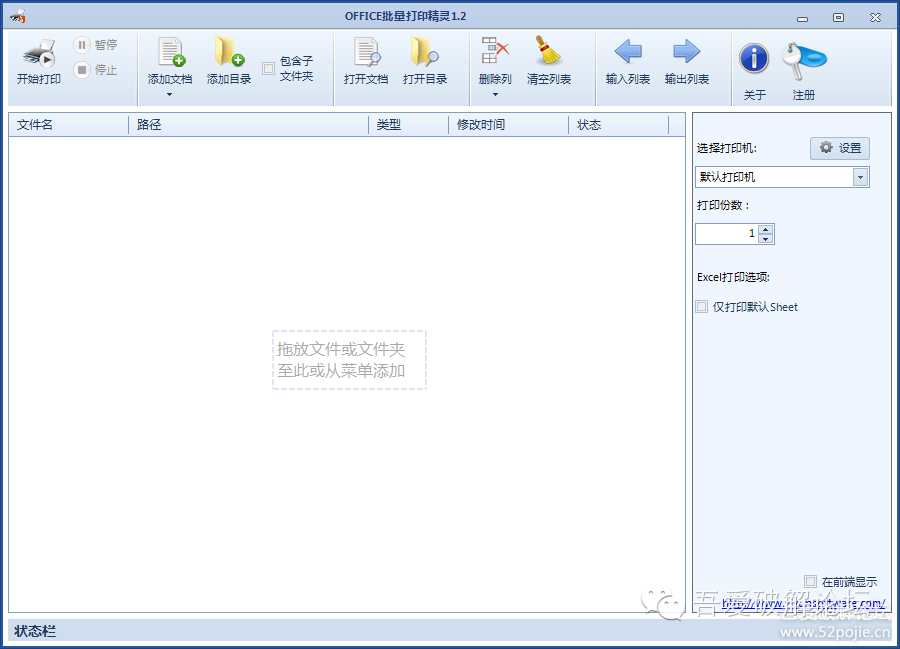 OFFICE批量打印精灵1.2
开始打印
暂停
停止
添加文档
添加目录
包含子
文件夹
打开文档
打开目录
删除列
清空列表
输入列表
输出列表
关于
注册
文件名 路径 类型 修改时间 状态
拖放文件或文件夹
至此或从菜单添加
选择打印机:
设置
默认打印机
打印份数：
1
Excel打印选项:
仅打印默认Sheet
在前端显示
吾爱破解论坛
www.52pojie.cn
状态栏